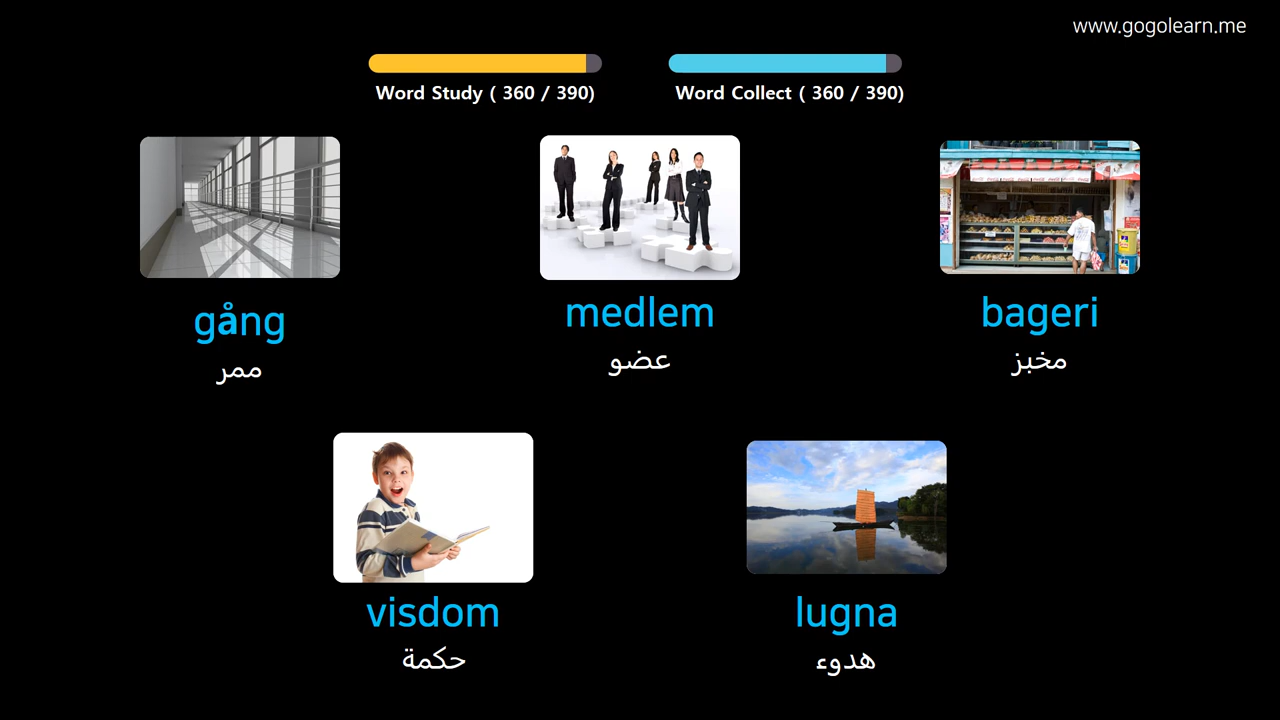 www.gogolearn.me
Word Study ( 360 / 390)
Word Collect ( 360 / 390)
gång
ممر
medlem
عضو
bageri
مخبز
visdom
حكمة
lugna
هدوء